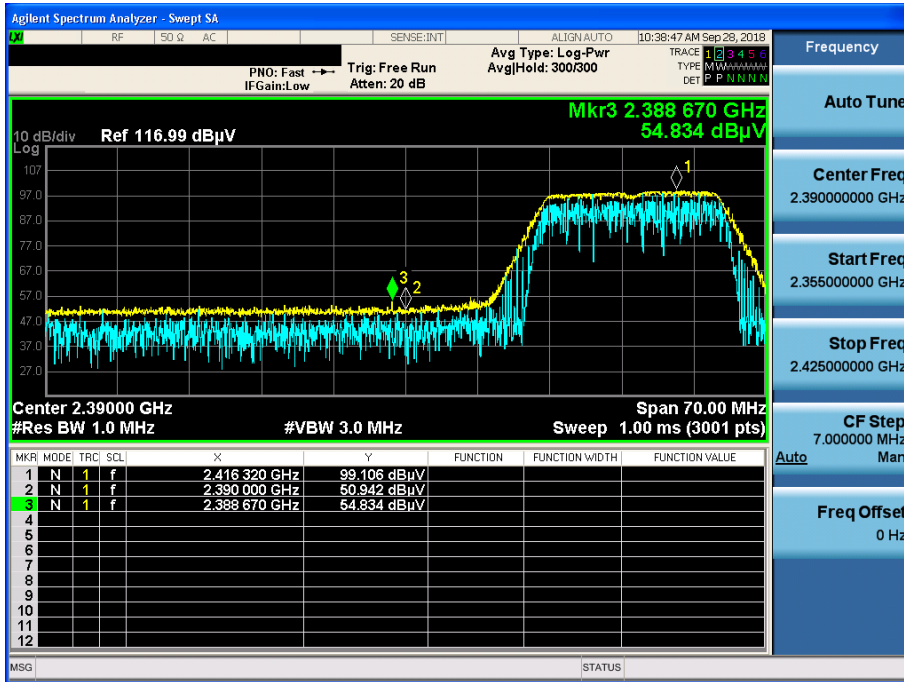 Agilent Spectrum Analyzer - Swept SA
LXI RF 50 Ω AC SENSE:INT ALIGN AUTO 10:38:47 AM Sep 28, 2018
PNO: Fast Trig: Free Run Avg Type: Log-Pwr TRACE 1 2 3 4 5 6
IFGain:Low Atten: 20 dB Avg|Hold: 300/300 TYPE M W W W W W
DET P P N N N N
Mkr3 2.388 670 GHz
54.834 dBµV
10 dB/div Ref 116.99 dBµV
Log
107
97.0
87.0
77.0
67.0
57.0
47.0
37.0
27.0
1
3
2
Center 2.39000 GHz Span 70.00 MHz
#Res BW 1.0 MHz #VBW 3.0 MHz Sweep 1.00 ms (3001 pts)
MKR MODE TRC SCL X Y FUNCTION FUNCTION WIDTH FUNCTION VALUE
1 N 1 f 2.416 320 GHz 99.106 dBµV
2 N 1 f 2.390 000 GHz 50.942 dBµV
3 N 1 f 2.388 670 GHz 54.834 dBµV
4
5
6
7
8
9
10
11
12
MSG STATUS
Frequency
Auto Tune
Center Freq
2.390000000 GHz
Start Freq
2.355000000 GHz
Stop Freq
2.425000000 GHz
CF Step
7.000000 MHz
Auto Man
Freq Offset
0 Hz